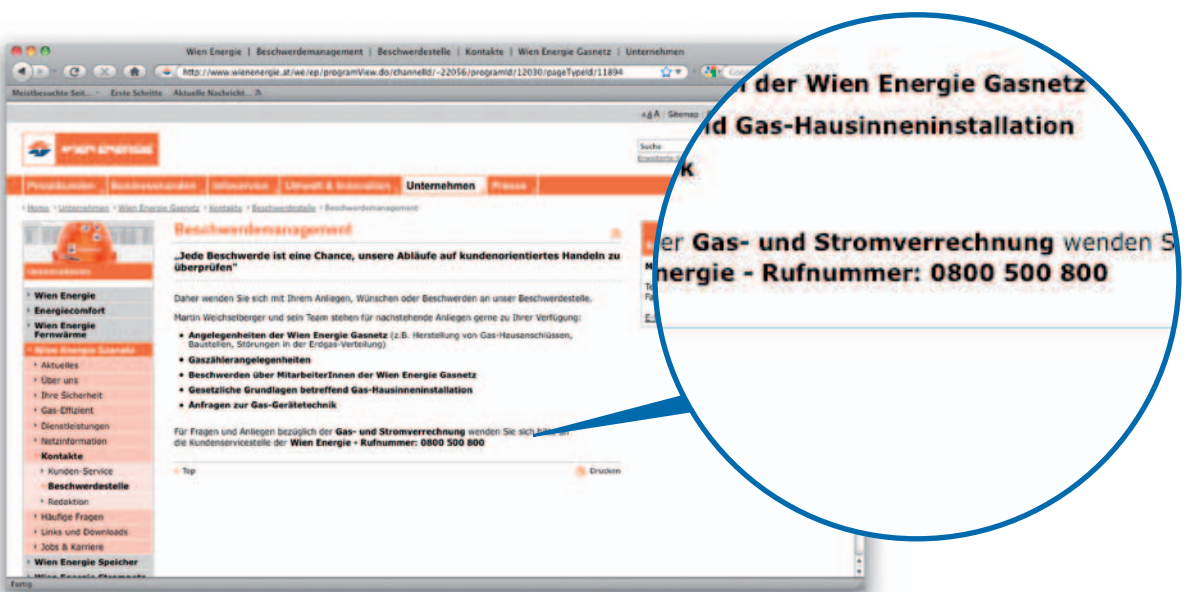 Wien Energie | Beschwerdemanagement | Beschwerdestelle | Kontakte | Wien Energie Gasnetz | Unternehmen
http://www.wienenergie.at/we/ep/programView.do/channelId/-22056/programId/12030/pageTypeId/11894
Meistbesuchte Seit... Erste Schritte Aktuelle Nachricht...
AAA Sitemap
wien energie
Suche
Privatkunden Businesskunden Infoservice Umwelt & Innovation Unternehmen Presse
Home Unternehmen Wien Energie Gasnetz Kontakte Beschwerdestelle Beschwerdemanagement
Beschwerdemanagement
„Jede Beschwerde ist eine Chance, unsere Abläufe auf kundenorientiertes Handeln zu
überprüfen"
Daher wenden Sie sich mit Ihrem Anliegen, Wünschen oder Beschwerden an unser Beschwerdestelle.
Martin Weichselberger und sein Team stehen für nachstehende Anliegen gerne zu Ihrer Verfügung:
• Angelegenheiten der Wien Energie Gasnetz (z.B. Herstellung von Gas-Hausanschlüssen,
Baustellen, Störungen in der Erdgas-Verteilung)
• Gaszählerangelegenheiten
• Beschwerden über MitarbeiterInnen der Wien Energie Gasnetz
• Gesetzliche Grundlagen betreffend Gas-Hausinneninstallation
• Anfragen zur Gas-Gerätetechnik
Für Fragen und Anliegen bezüglich der Gas- und Stromverrechnung wenden Sie sich bitte an
die Kundenservicestelle der Wien Energie - Rufnummer: 0800 500 800
Top
Drucken
Wien Energie
Energiecomfort
Wien Energie
Fernwärme
Wien Energie Gasnetz
Aktuelles
Über uns
Ihre Sicherheit
Gas-Effizient
Dienstleistungen
Netzinformation
Kontakte
Kunden-Service
Beschwerdestelle
Redaktion
Häufige Fragen
Links und Downloads
Jobs & Karriere
Wien Energie Speicher
Wien Energie Stromnetz
Fertig
n der Wien Energie Gasnetz
nd Gas-Hausinneninstallation
k
er Gas- und Stromverrechnung wenden S
nergie - Rufnummer: 0800 500 800